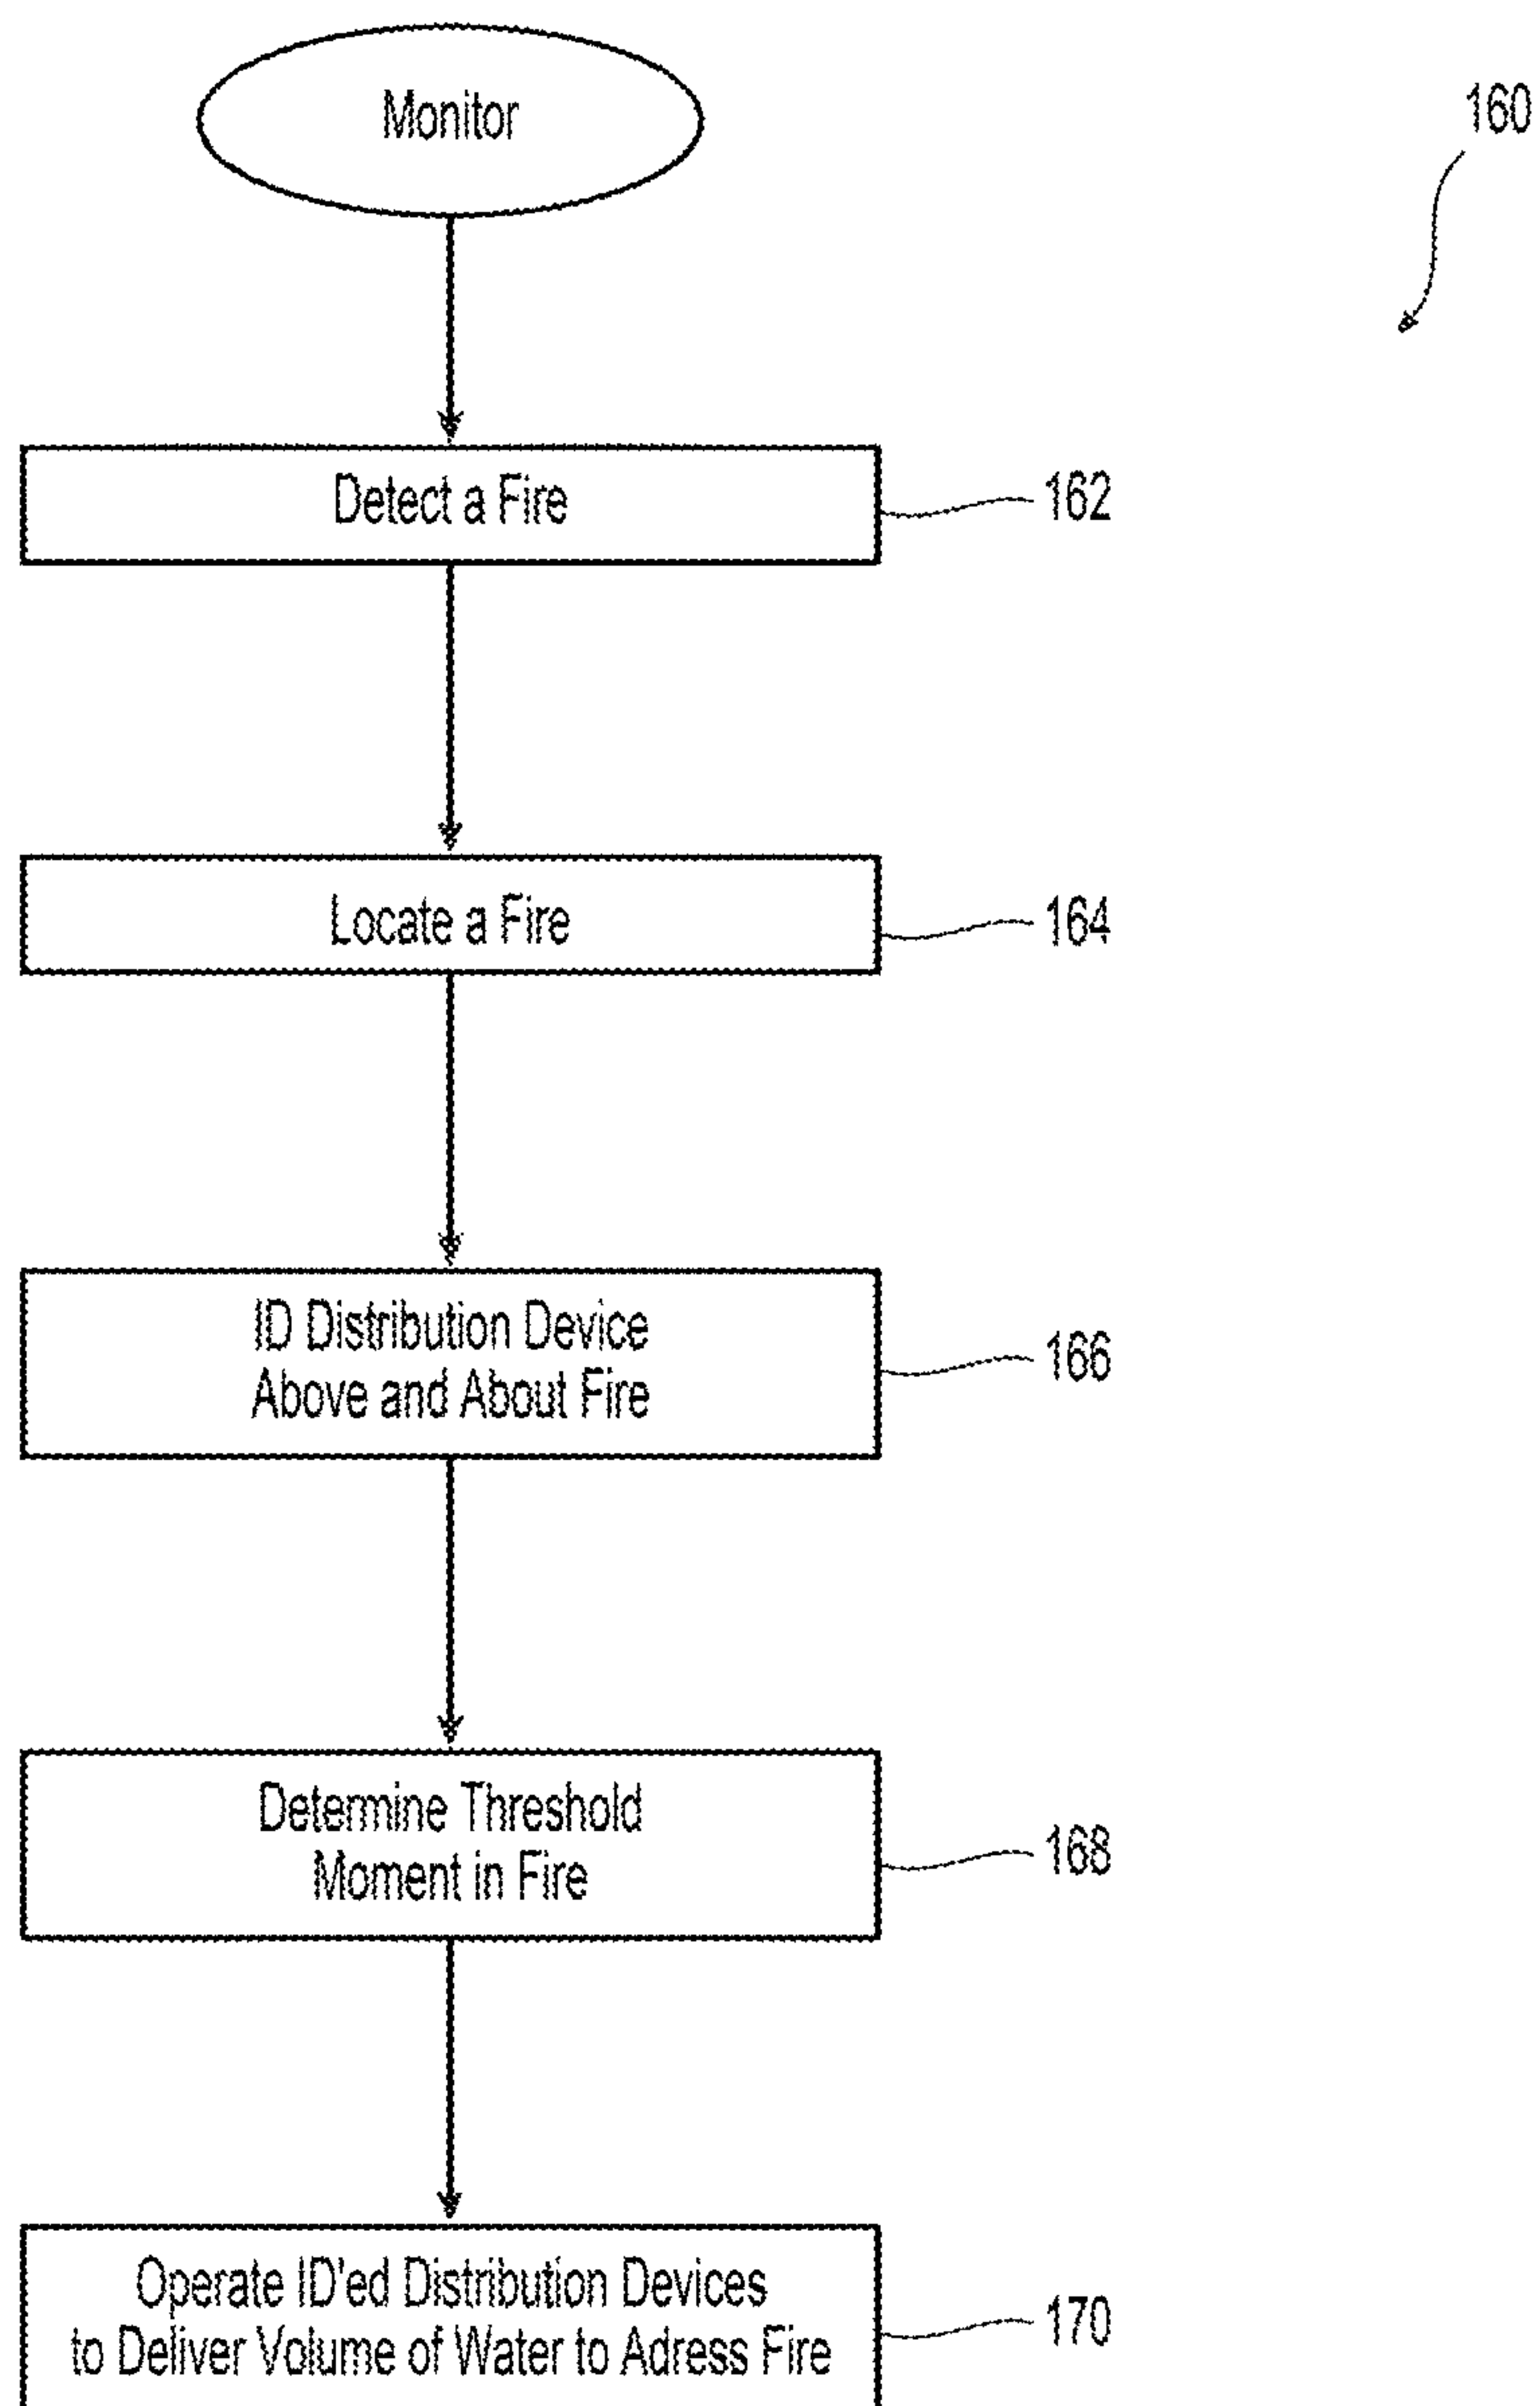 Monitor
160
Detect a Fire
162
Locate a Fire
164
ID Distribution Device
Above and About Fire
166
Determine Threshold
Moment in Fire
168
Operate ID'ed Distribution Devices
to Deliver Volume of Water to Adress Fire
170